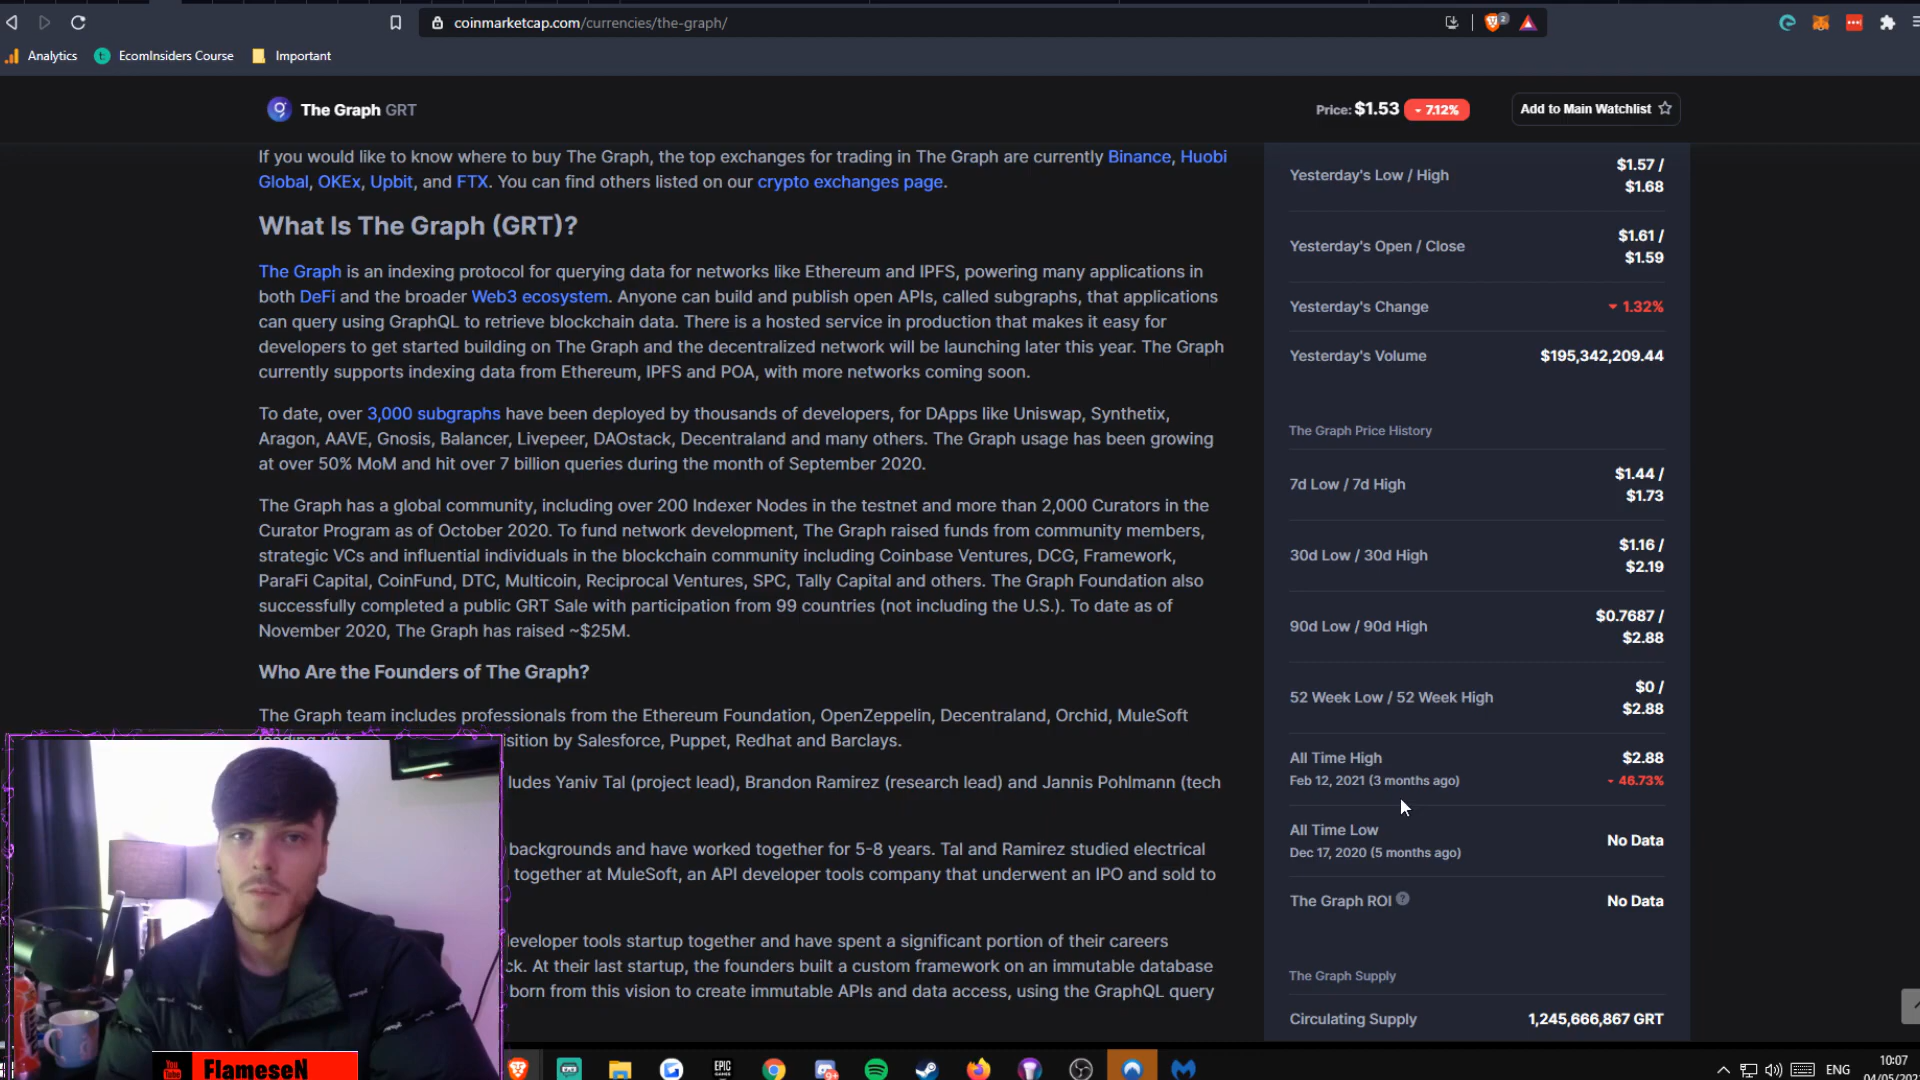 coinmarketcap.com/currencies/the-graph/
2
Analytics
EcomInsiders Course
Important
The Graph GRT
Price: $1.53
7.12%
Add to Main Watchlist
If you would like to know where to buy The Graph, the top exchanges for trading in The Graph are currently Binance, Huobi
Global, OKEx, Upbit, and FTX. You can find others listed on our crypto exchanges page.
What Is The Graph (GRT)?
The Graph is an indexing protocol for querying data for networks like Ethereum and IPFS, powering many applications in
both DeFi and the broader Web3 ecosystem. Anyone can build and publish open APIs, called subgraphs, that applications
can query using GraphQL to retrieve blockchain data. There is a hosted service in production that makes it easy for
developers to get started building on The Graph and the decentralized network will be launching later this year. The Graph
currently supports indexing data from Ethereum, IPFS and POA, with more networks coming soon.
To date, over 3,000 subgraphs have been deployed by thousands of developers, for DApps like Uniswap, Synthetix,
Aragon, AAVE, Gnosis, Balancer, Livepeer, DAOstack, Decentraland and many others. The Graph usage has been growing
at over 50% MoM and hit over 7 billion queries during the month of September 2020.
The Graph has a global community, including over 200 Indexer Nodes in the testnet and more than 2,000 Curators in the
Curator Program as of October 2020. To fund network development, The Graph raised funds from community members,
strategic VCs and influential individuals in the blockchain community including Coinbase Ventures, DCG, Framework,
ParaFi Capital, CoinFund, DTC, Multicoin, Reciprocal Ventures, SPC, Tally Capital and others. The Graph Foundation also
successfully completed a public GRT Sale with participation from 99 countries (not including the U.S.). To date as of
November 2020, The Graph has raised ~$25M.
Who Are the Founders of The Graph?
The Graph team includes professionals from the Ethereum Foundation, OpenZeppelin, Decentraland, Orchid, MuleSoft
isition by Salesforce, Puppet, Redhat and Barclays.
ludes Yaniv Tal (project lead), Brandon Ramirez (research lead) and Jannis Pohlmann (tech
backgrounds and have worked together for 5-8 years. Tal and Ramirez studied electrical
together at MuleSoft, an API developer tools company that underwent an IPO and sold to
eveloper tools startup together and have spent a significant portion of their careers
ck. At their last startup, the founders built a custom framework on an immutable database
born from this vision to create immutable APIs and data access, using the GraphQL query
Yesterday's Low / High
$1.57 /
$1.68
Yesterday's Open / Close
$1.61 /
$1.59
Yesterday's Change
1.32%
Yesterday's Volume
$195,342,209.44
The Graph Price History
7d Low / 7d High
$1.44 /
$1.73
30d Low / 30d High
$1.16 /
$2.19
90d Low / 90d High
$0.7687 /
$2.88
52 Week Low / 52 Week High
$0 /
$2.88
All Time High
$2.88
Feb 12, 2021 (3 months ago)
46.73%
All Time Low
Dec 17, 2020 (5 months ago)
No Data
The Graph ROI
No Data
The Graph Supply
Circulating Supply
1,245,666,867 GRT
You
FlameseN
EPIC
ENG
10:07